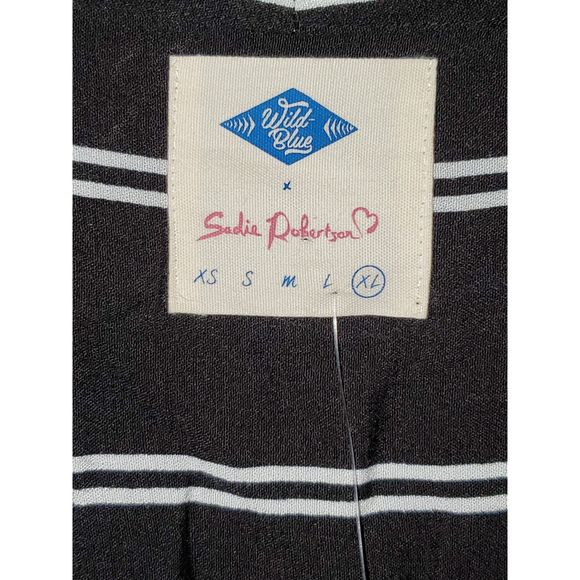 Wild-
Blue
x
Sadie Robertson
XS S M L XL